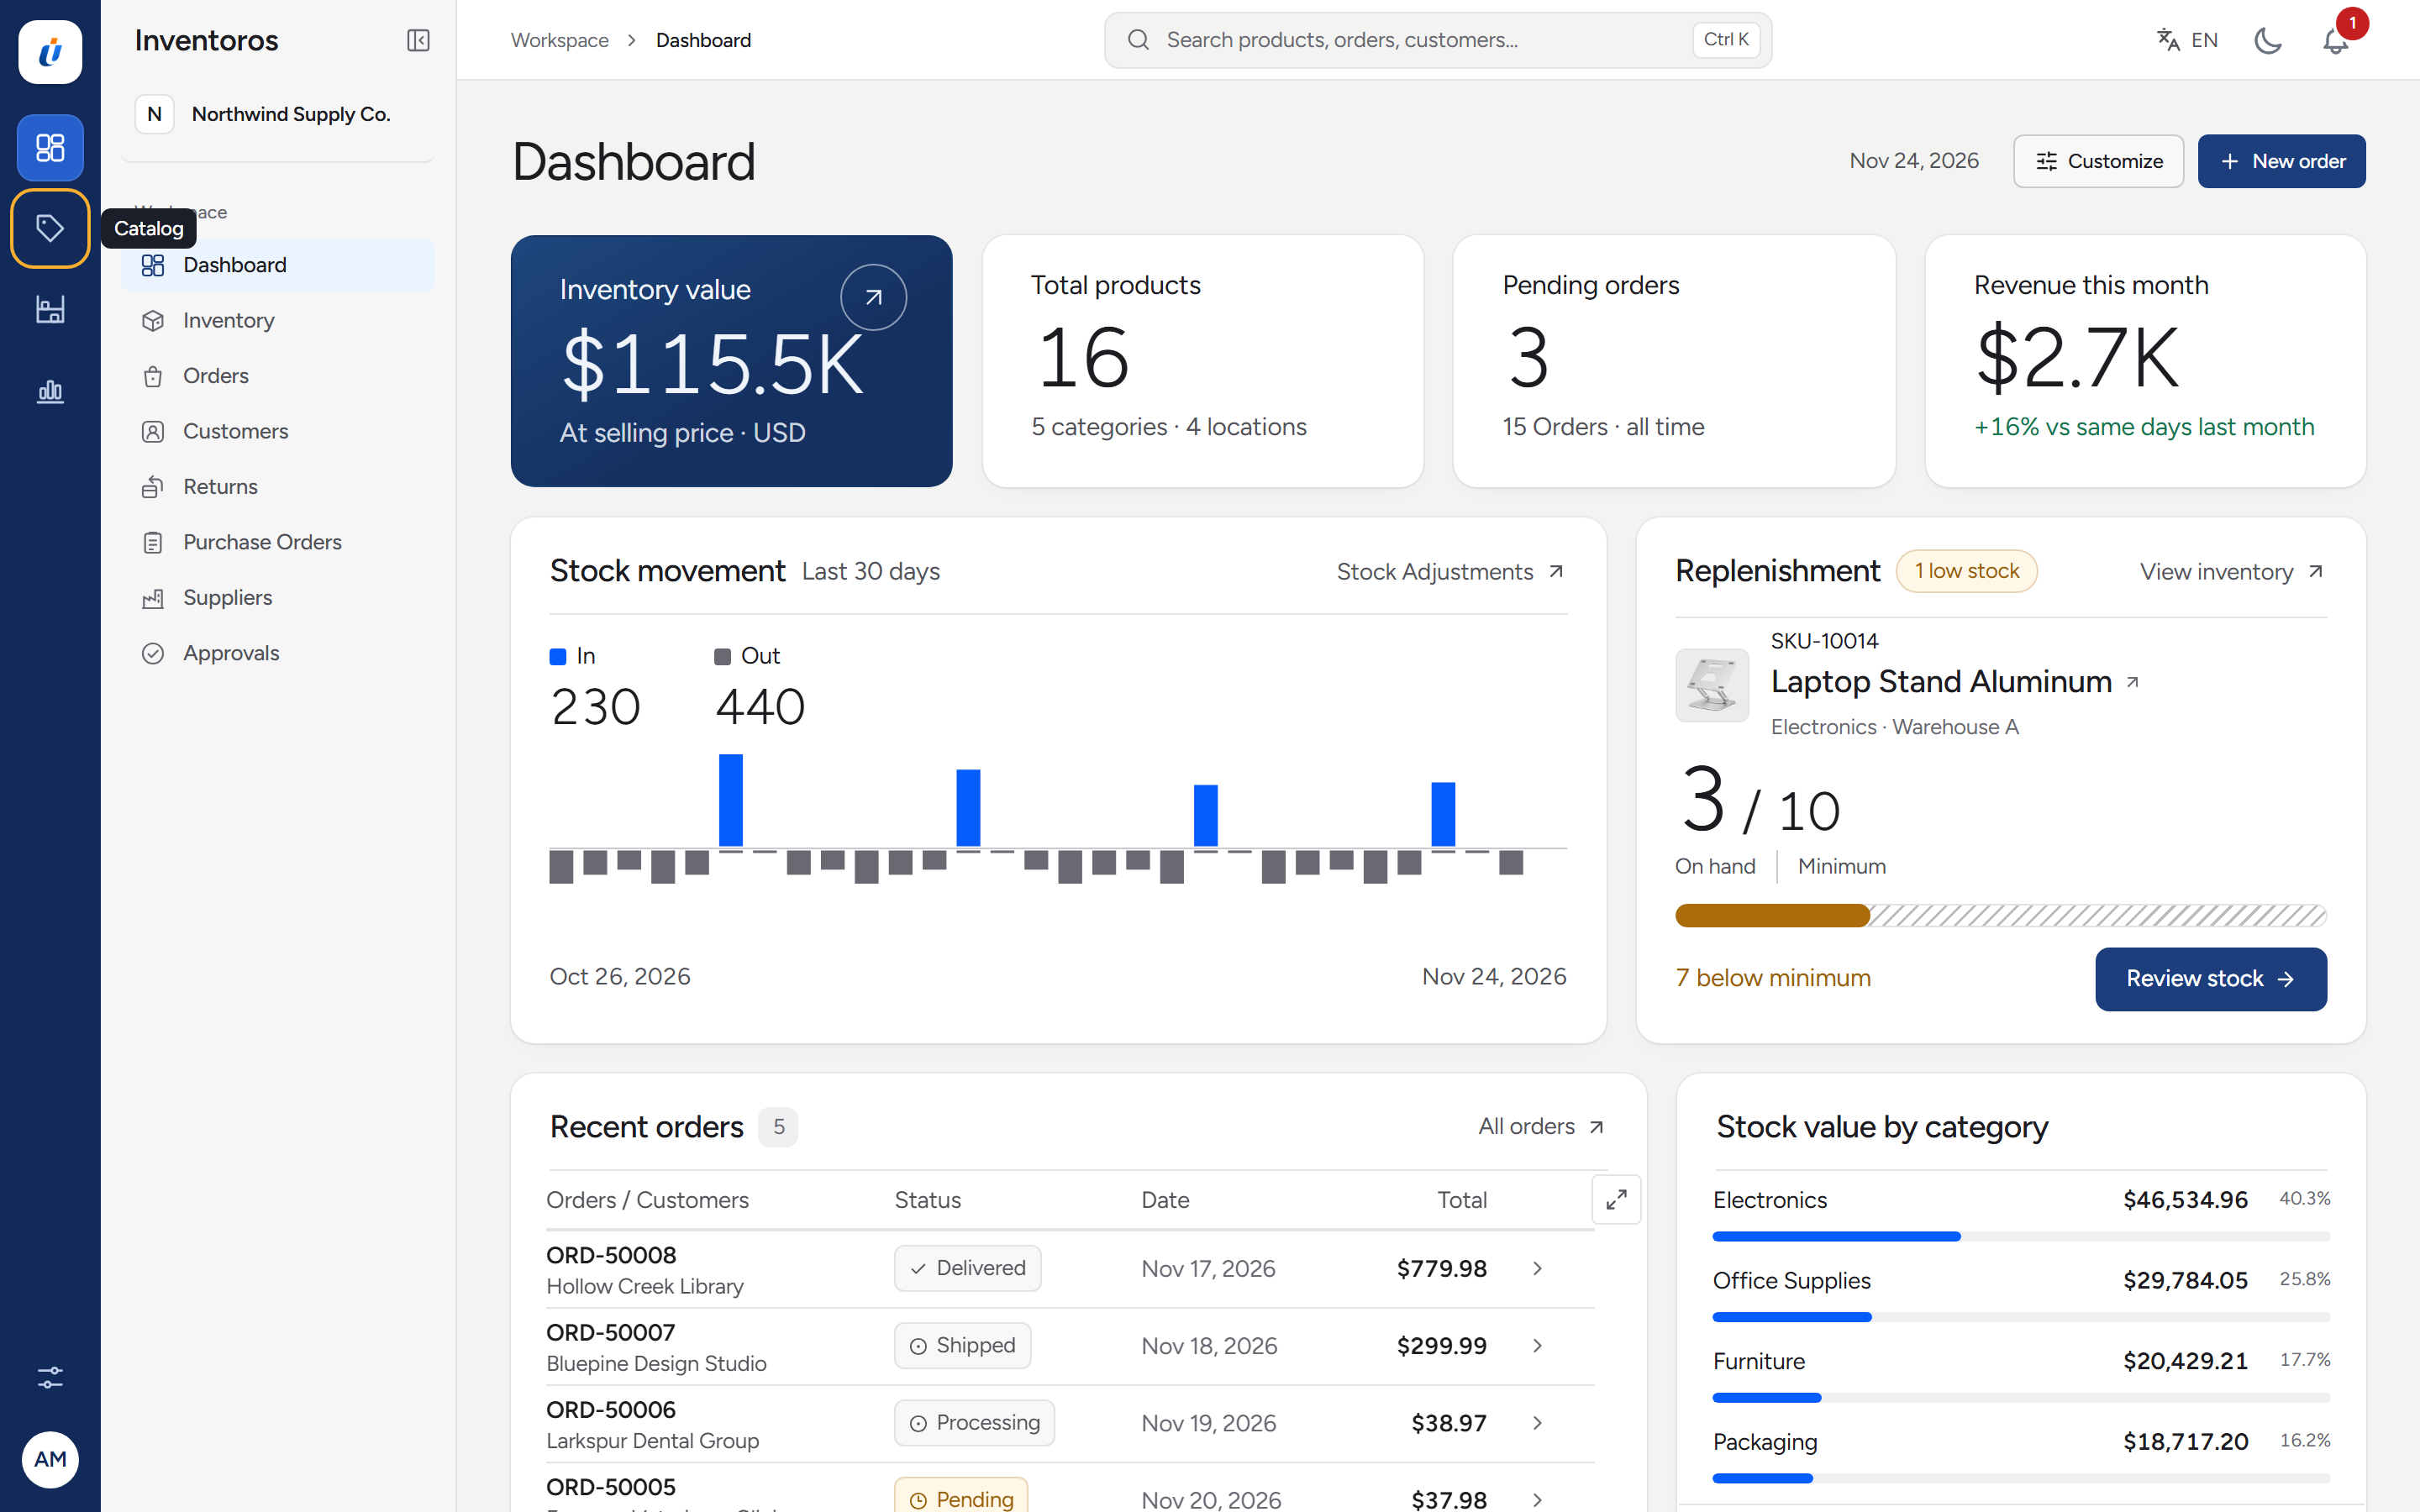 Inventoros
N Northwind Supply Co.
Catalog
Dashboard
Inventory
Orders
Customers
Returns
Purchase Orders
Suppliers
Approvals
AM
Workspace > Dashboard
Search products, orders, customers...
Ctrl K
EN
1
Dashboard
Nov 24, 2026
Customize
New order
Inventory value
$115.5K
At selling price · USD
Total products
16
5 categories · 4 locations
Pending orders
3
15 Orders · all time
Revenue this month
$2.7K
+16% vs same days last month
Stock movement Last 30 days
Stock Adjustments
In
230
Out
440
Oct 26, 2026
Nov 24, 2026
Replenishment 1 low stock
View inventory
SKU-10014
Laptop Stand Aluminum
Electronics · Warehouse A
3 / 10
On hand Minimum
7 below minimum
Review stock
Recent orders 5
All orders
Orders / Customers Status Date Total
ORD-50008
Hollow Creek Library
Delivered Nov 17, 2026 $779.98
ORD-50007
Bluepine Design Studio
Shipped Nov 18, 2026 $299.99
ORD-50006
Larkspur Dental Group
Processing Nov 19, 2026 $38.97
ORD-50005
Pending Nov 20, 2026 $37.98
Stock value by category
Electronics $46,534.96 40.3%
Office Supplies $29,784.05 25.8%
Furniture $20,429.21 17.7%
Packaging $18,717.20 16.2%